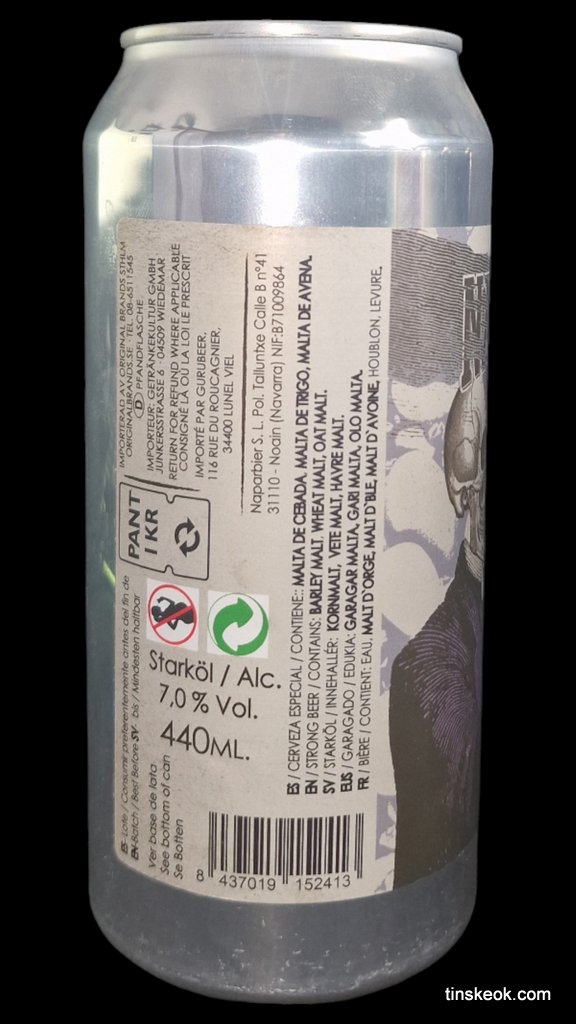 IMPORTERAD AV ORIGINAL BRANDS STHLM
ORIGINALBRANDS.SE · TEL. 08-6511545
D PFANDFLASCHE
IMPORTEUR: GETRÄNKEKULTUR GMBH
JUNKERSSTRASSE 6 · 04509 WIEDEMAR
RETURN FOR REFUND WHERE APPLICABLE
CONSIGNÉ LÀ OÙ LA LOI LE PRESCRIT
IMPORTÉ PAR GURUBEER,
116 RUE DU ROUCAGNIER,
34400 LUNEL VIEL
Naparbier S. L. Pol. Talluntxe Calle B nº41
31110 - Noain (Navarra) NIF:B71009864
PANT
1 KR
ES- Lote / Consumir preferentemente antes del fin de
EN-Batch / Best Before SV- bis / Mindesten haltbar
Ver base de lata
See bottom of can
Se Botten
Starköl / Alc.
7,0 % Vol.
440ML.
ES / CERVEZA ESPECIAL / CONTIENE:: MALTA DE CEBADA, MALTA DE TRIGO, MALTA DE AVENA.
EN / STRONG BEER / CONTAINS: BARLEY MALT, WHEAT MALT, OAT MALT.
SV / STARKÖL / INNEHALLÉR: KORNMALT, VETE MALT, HAVRE MALT.
EUS / GARAGADO / EDUKIA: GARAGAR MALTA, GARI MALTA, OLO MALTA.
FR / BIÈRE / CONTIENT: EAU, MALT D'ORGE, MALT D'BLE, MALT D'AVOINE, HOUBLON, LEVURE.
8 437019 152413
tinskeok.com